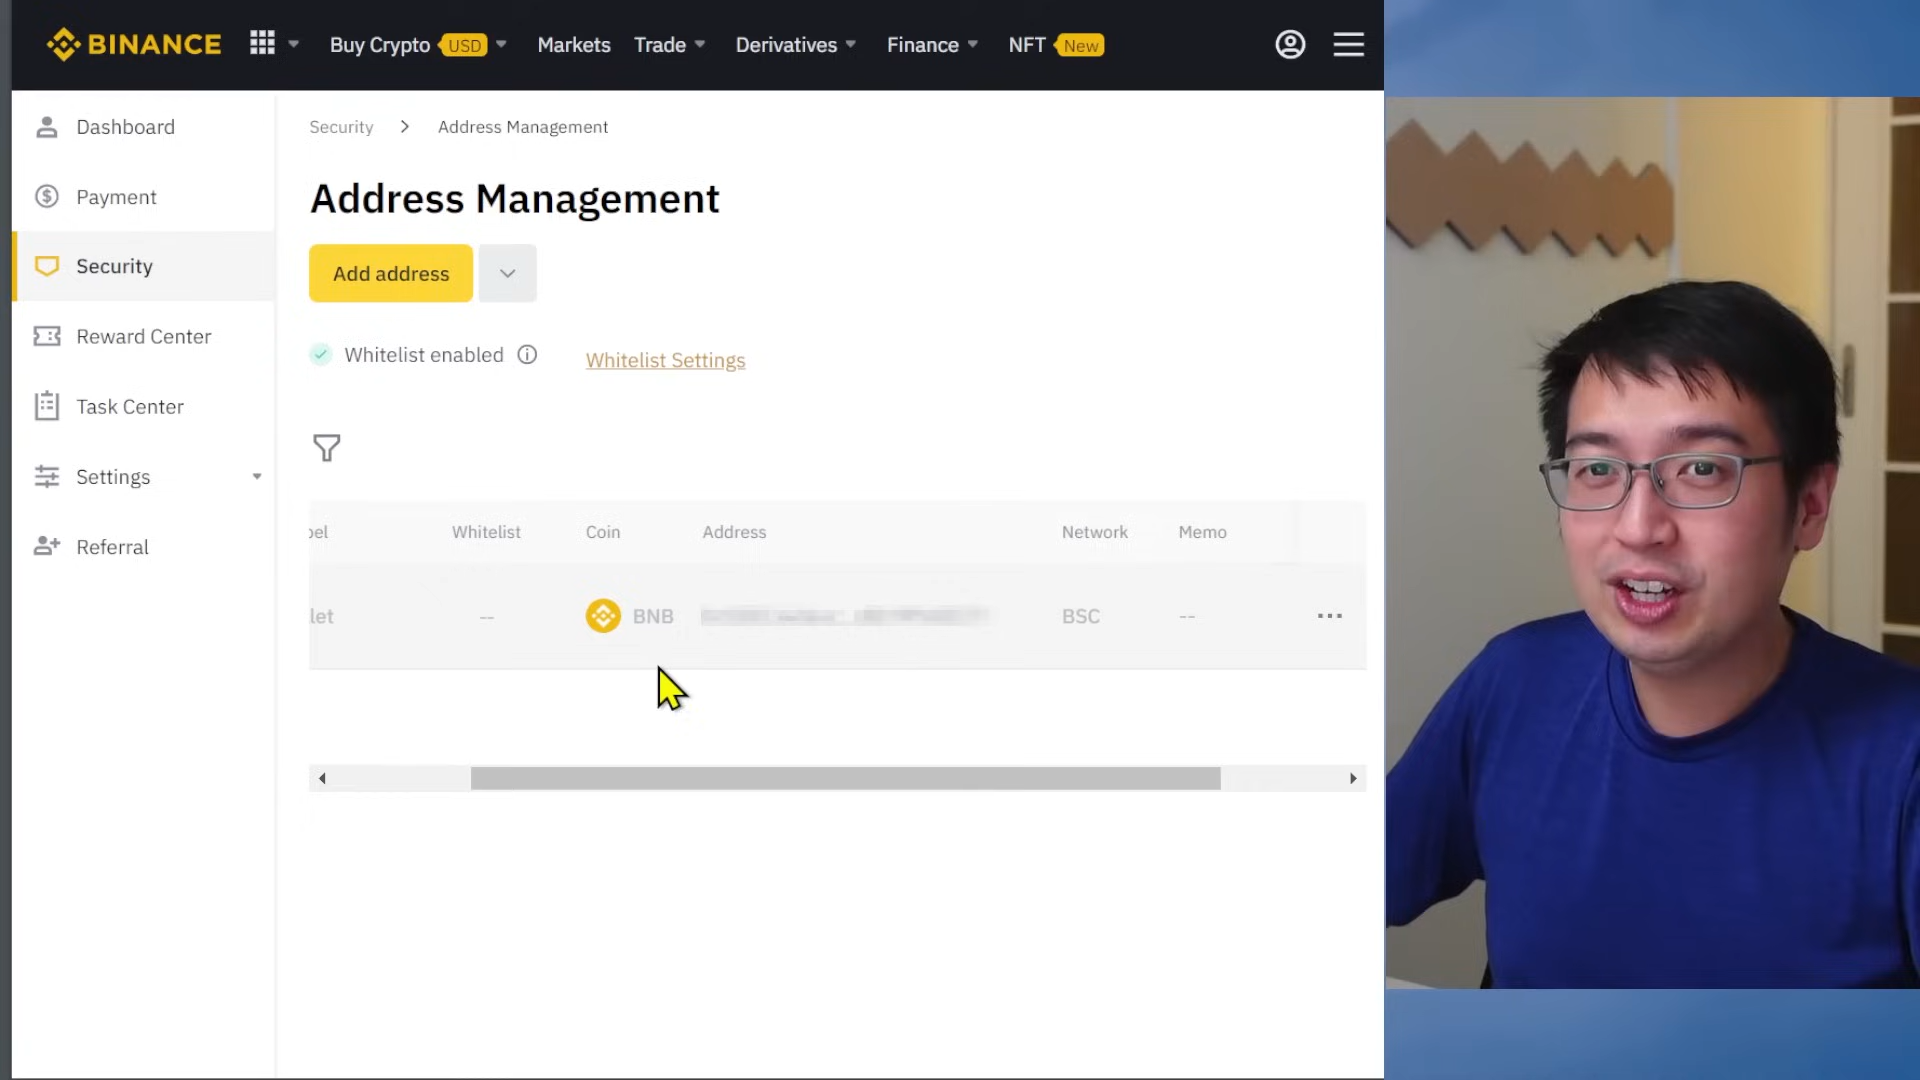 BINANCE
Buy Crypto USD
Markets
Trade
Derivatives
Finance
NFT New
Dashboard
Payment
Security
Reward Center
Task Center
Settings
Referral
Security > Address Management
Address Management
Add address
Whitelist enabled
Whitelist Settings
Whitelist Coin Address Network Memo
-- BNB BSC -- ...